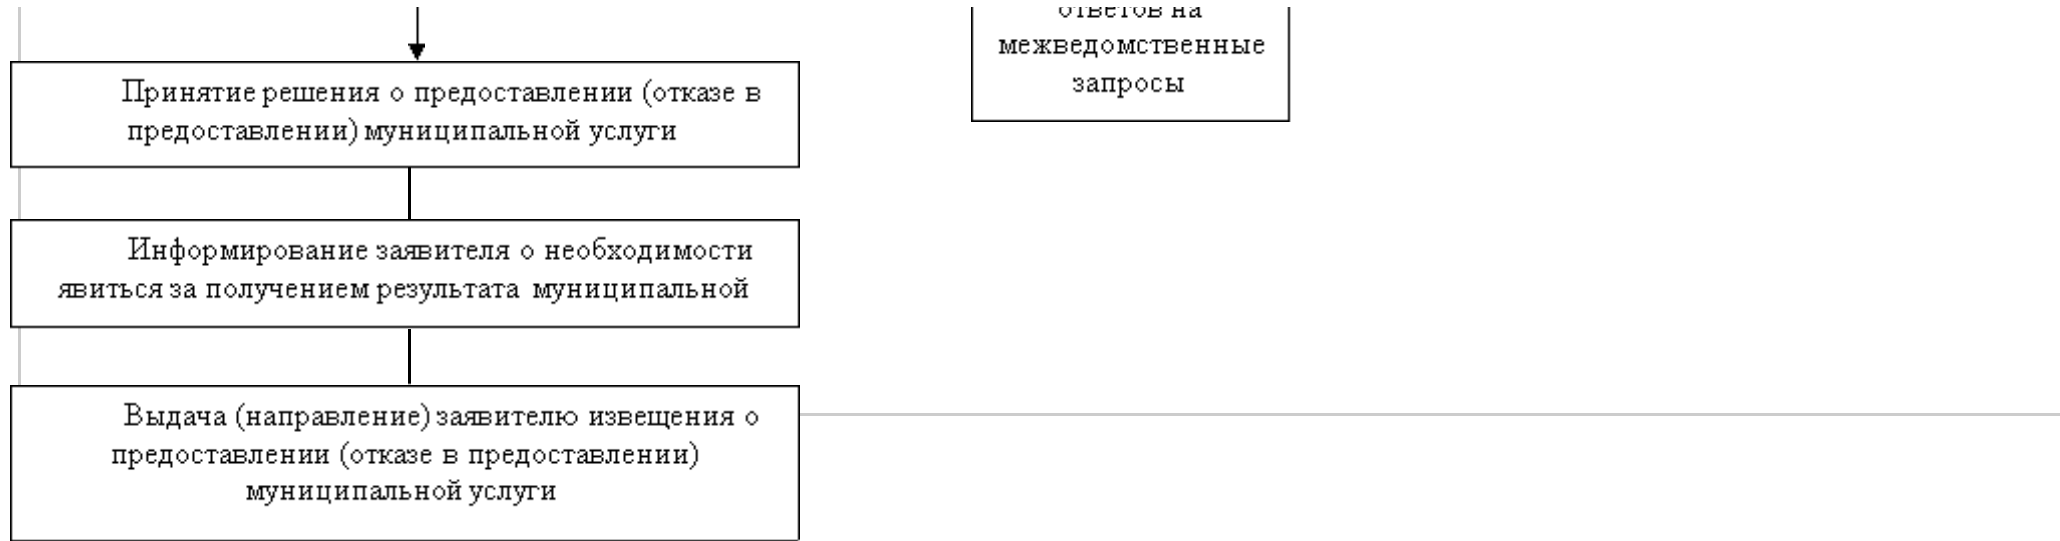 ответов на
межведомственные
запросы
Принятие решения о предоставлении (отказе в
предоставлении) муниципальной услуги
Информирование заявителя о необходимости
явиться за получением результата муниципальной
Выдача (направление) заявителю извещения о
предоставлении (отказе в предоставлении)
муниципальной услуги